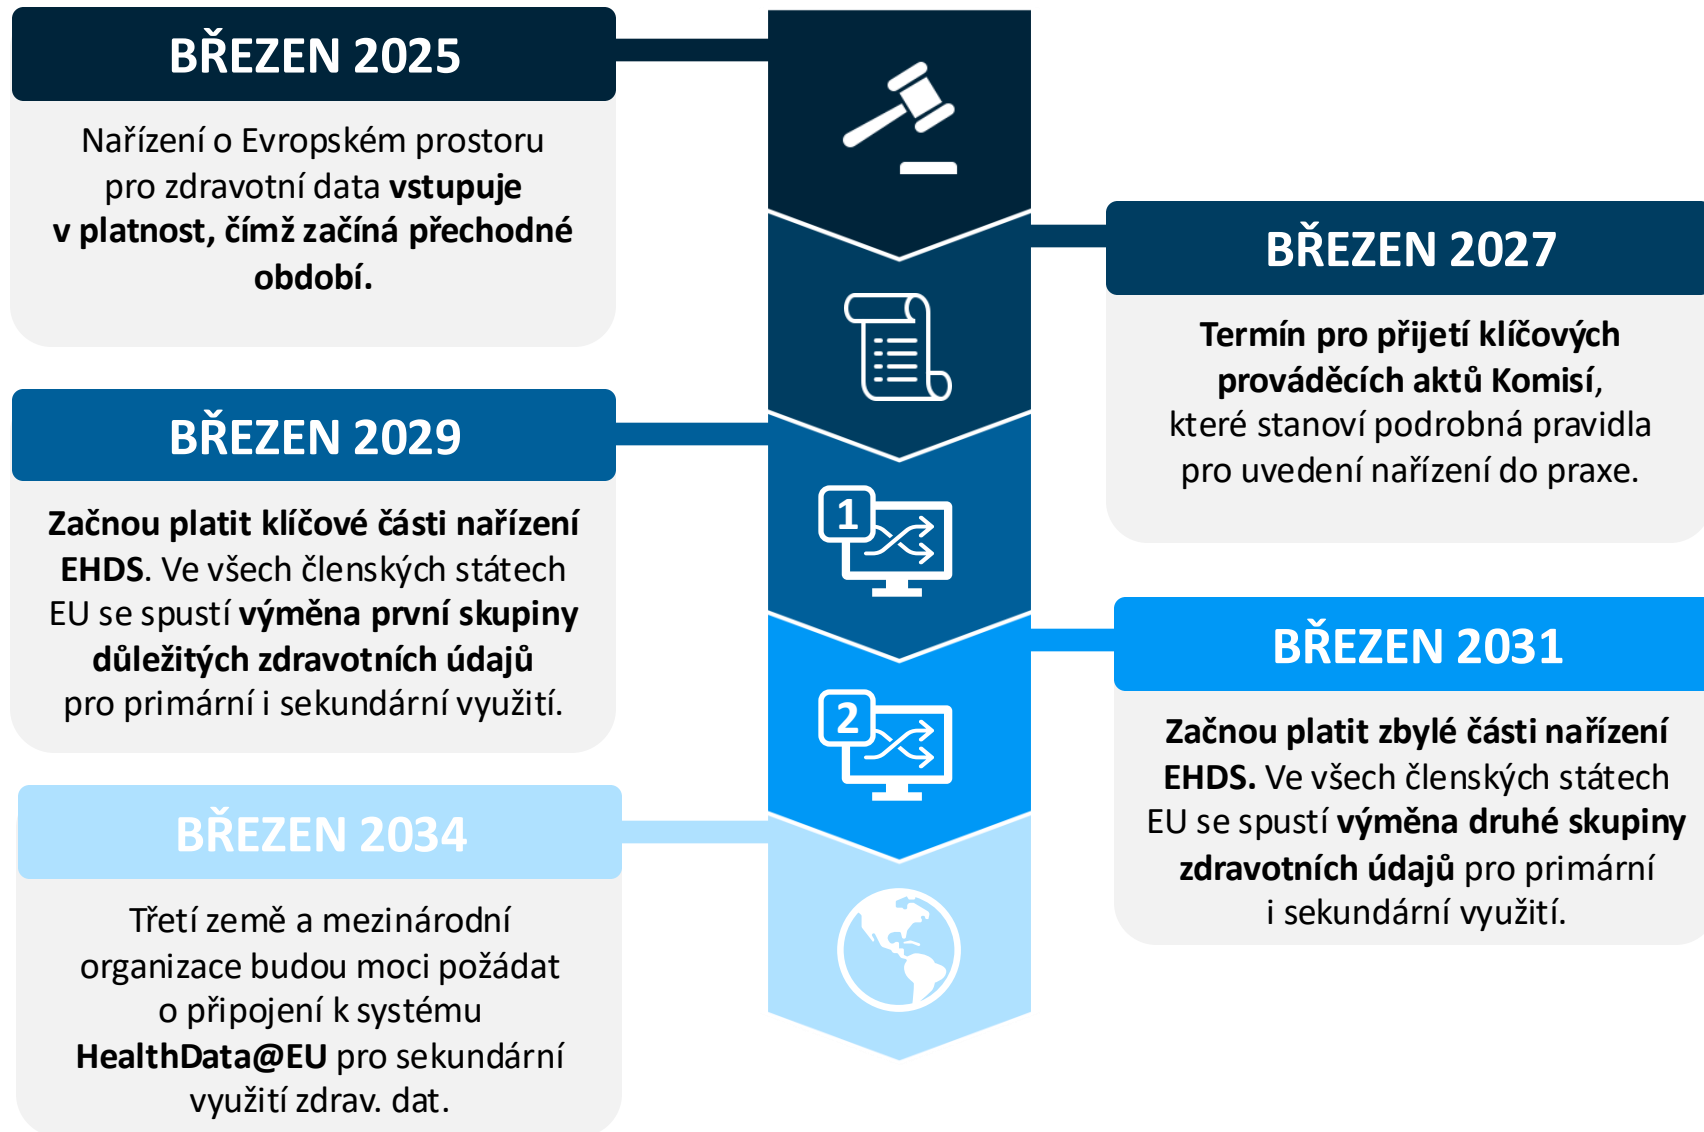 BŘEZEN 2025
Nařízení o Evropském prostoru
pro zdravotní data vstupuje
v platnost, čímž začíná přechodné
období.
BŘEZEN 2027
Termín pro přijetí klíčových
prováděcích aktů Komisí,
které stanoví podrobná pravidla
pro uvedení nařízení do praxe.
BŘEZEN 2029
Začnou platit klíčové části nařízení
EHDS. Ve všech členských státech
EU se spustí výměna první skupiny
důležitých zdravotních údajů
pro primární i sekundární využití.
1
BŘEZEN 2031
Začnou platit zbylé části nařízení
EHDS. Ve všech členských státech
EU se spustí výměna druhé skupiny
zdravotních údajů pro primární
i sekundární využití.
2
BŘEZEN 2034
Třetí země a mezinárodní
organizace budou moci požádat
o připojení k systému
HealthData@EU pro sekundární
využití zdrav. dat.